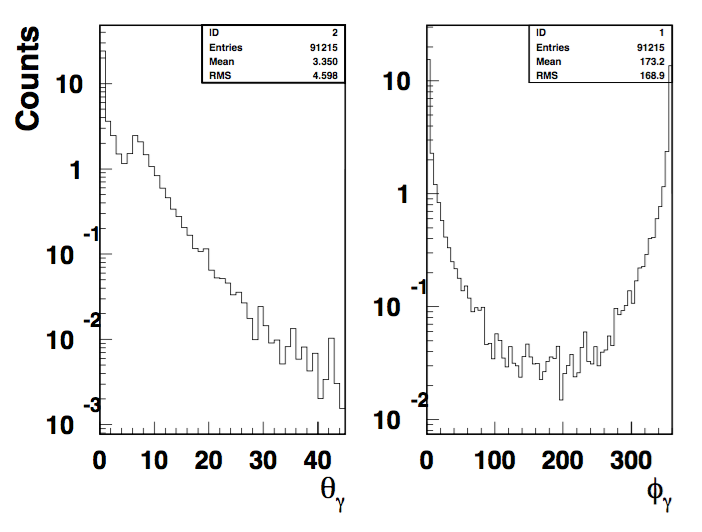 Counts
ID 2
Entries 91215
Mean 3.350
RMS 4.598
10
1
10 -1
10 -2
10 -3
0 10 20 30 40
θγ
ID 1
Entries 91215
Mean 173.2
RMS 168.9
10
1
10 -1
10 -2
0 100 200 300
ϕγ